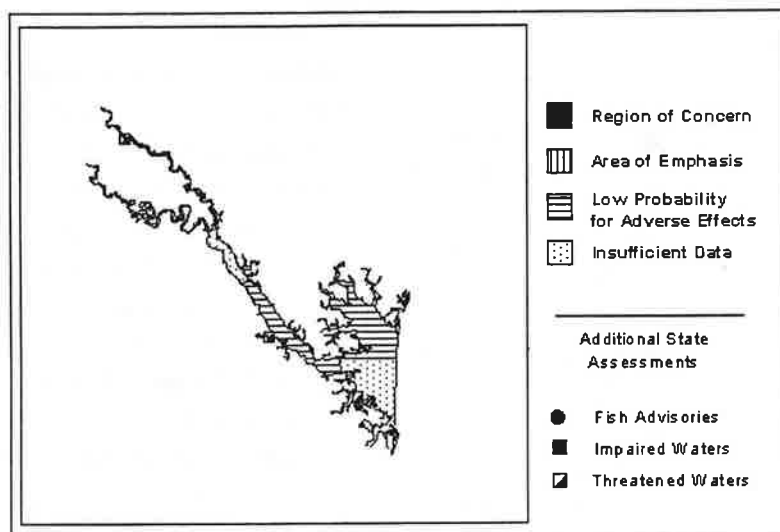 Region of Concern
Area of Emphasis
Low Probability
for Adverse Effects
Insufficient Data
Additional State
Assessments
Fish Advisories
Impaired Waters
Threatened Waters